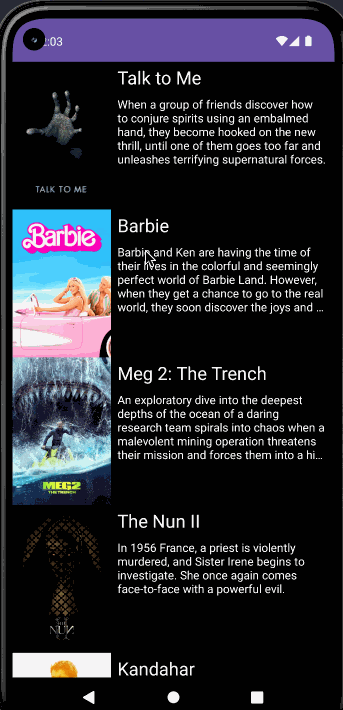 2:03
Talk to Me
When a group of friends discover how
to conjure spirits using an embalmed
hand, they become hooked on the new
thrill, until one of them goes too far and
unleashes terrifying supernatural forces.
TALK TO ME
Barbie
Barbie
Barbie and Ken are having the time of
their lives in the colorful and seemingly
perfect world of Barbie Land. However,
when they get a chance to go to the real
world, they soon discover the joys and …
Meg 2: The Trench
An exploratory dive into the deepest
depths of the ocean of a daring
research team spirals into chaos when a
malevolent mining operation threatens
their mission and forces them into a hi…
MEG2
THE TRENCH
The Nun II
In 1956 France, a priest is violently
murdered, and Sister Irene begins to
investigate. She once again comes
face-to-face with a powerful evil.
THE
NUN
Kandahar